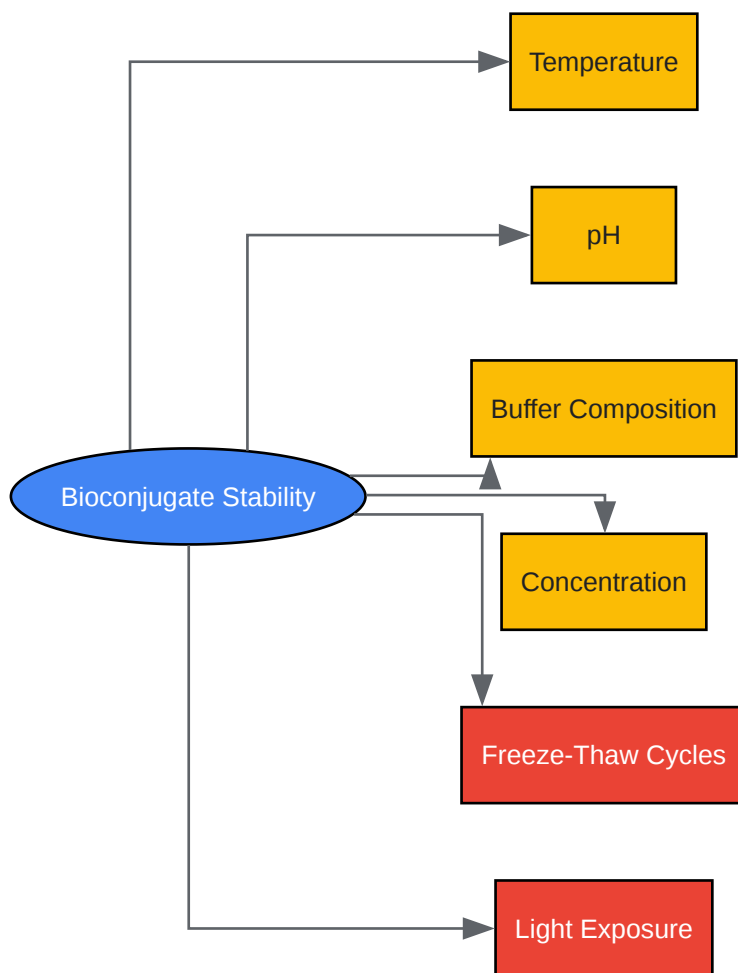 Temperature
pH
Buffer Composition
Bioconjugate Stability
Concentration
Freeze-Thaw Cycles
Light Exposure